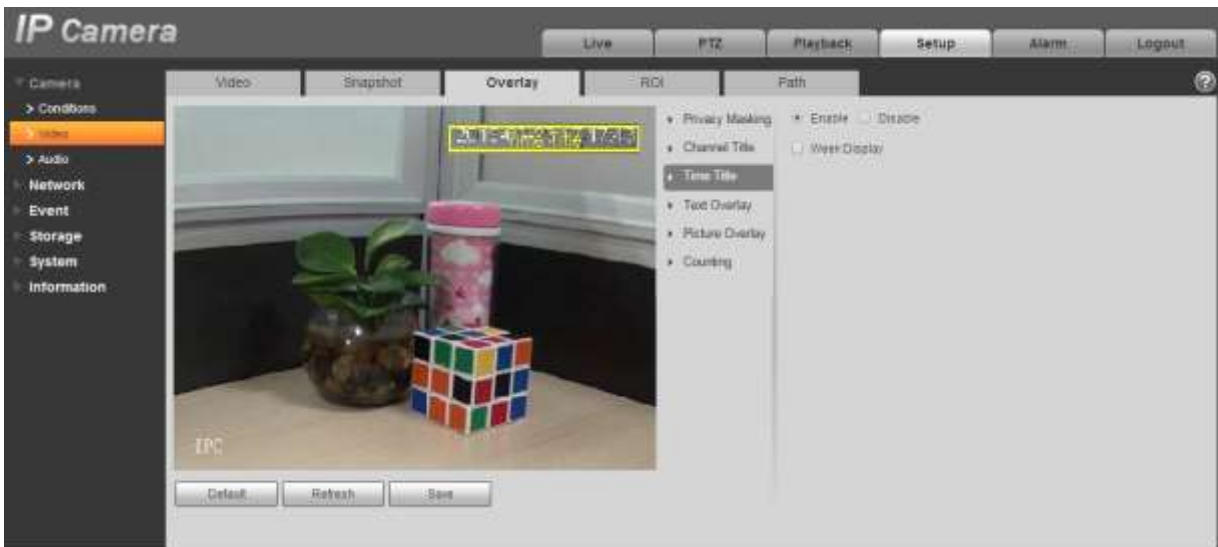 IP Camera
Live
PTZ
Playback
Setup
Alarm
Logout
Camera
Conditions
Video
Audio
Network
Event
Storage
System
Information
Video
Snapshot
Overlay
ROI
Path
?
Privacy Masking
Channel Title
Time Title
Text Overlay
Picture Overlay
Counting
Enable
Disable
Week Display
IPC
Default
Refresh
Save